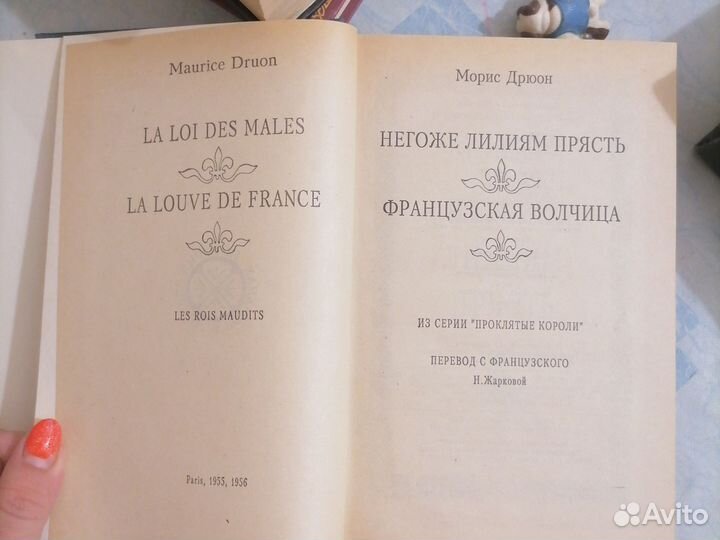 Maurice Druon
LA LOI DES MALES
LA LOUVE DE FRANCE
LES ROIS MAUDITS
Paris, 1955, 1956
Морис Дрюон
НЕГОЖЕ ЛИЛИЯМ ПРЯСТЬ
ФРАНЦУЗСКАЯ ВОЛЧИЦА
ИЗ СЕРИИ "ПРОКЛЯТЫЕ КОРОЛИ"
ПЕРЕВОД С ФРАНЦУЗСКОГО
Н.Жарковой
Avito